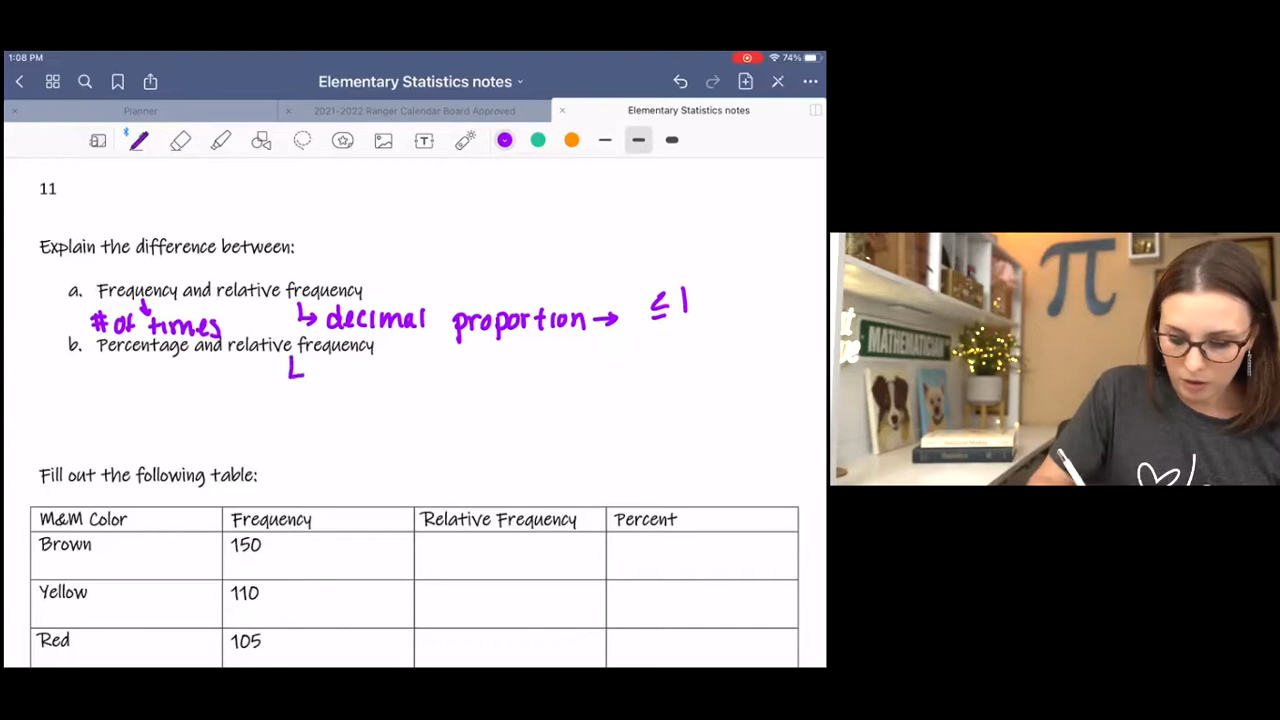 1:08 PM
74%
Elementary Statistics notes
Planner
2021-2022 Ranger Calendar Board Approved
Elementary Statistics notes
11
Explain the difference between:
a. Frequency and relative frequency
# of times
decimal proportion → ≤ 1
b. Percentage and relative frequency
Fill out the following table:
M&M Color Frequency Relative Frequency Percent
Brown 150
Yellow 110
Red 105
MATHEMATICIAN